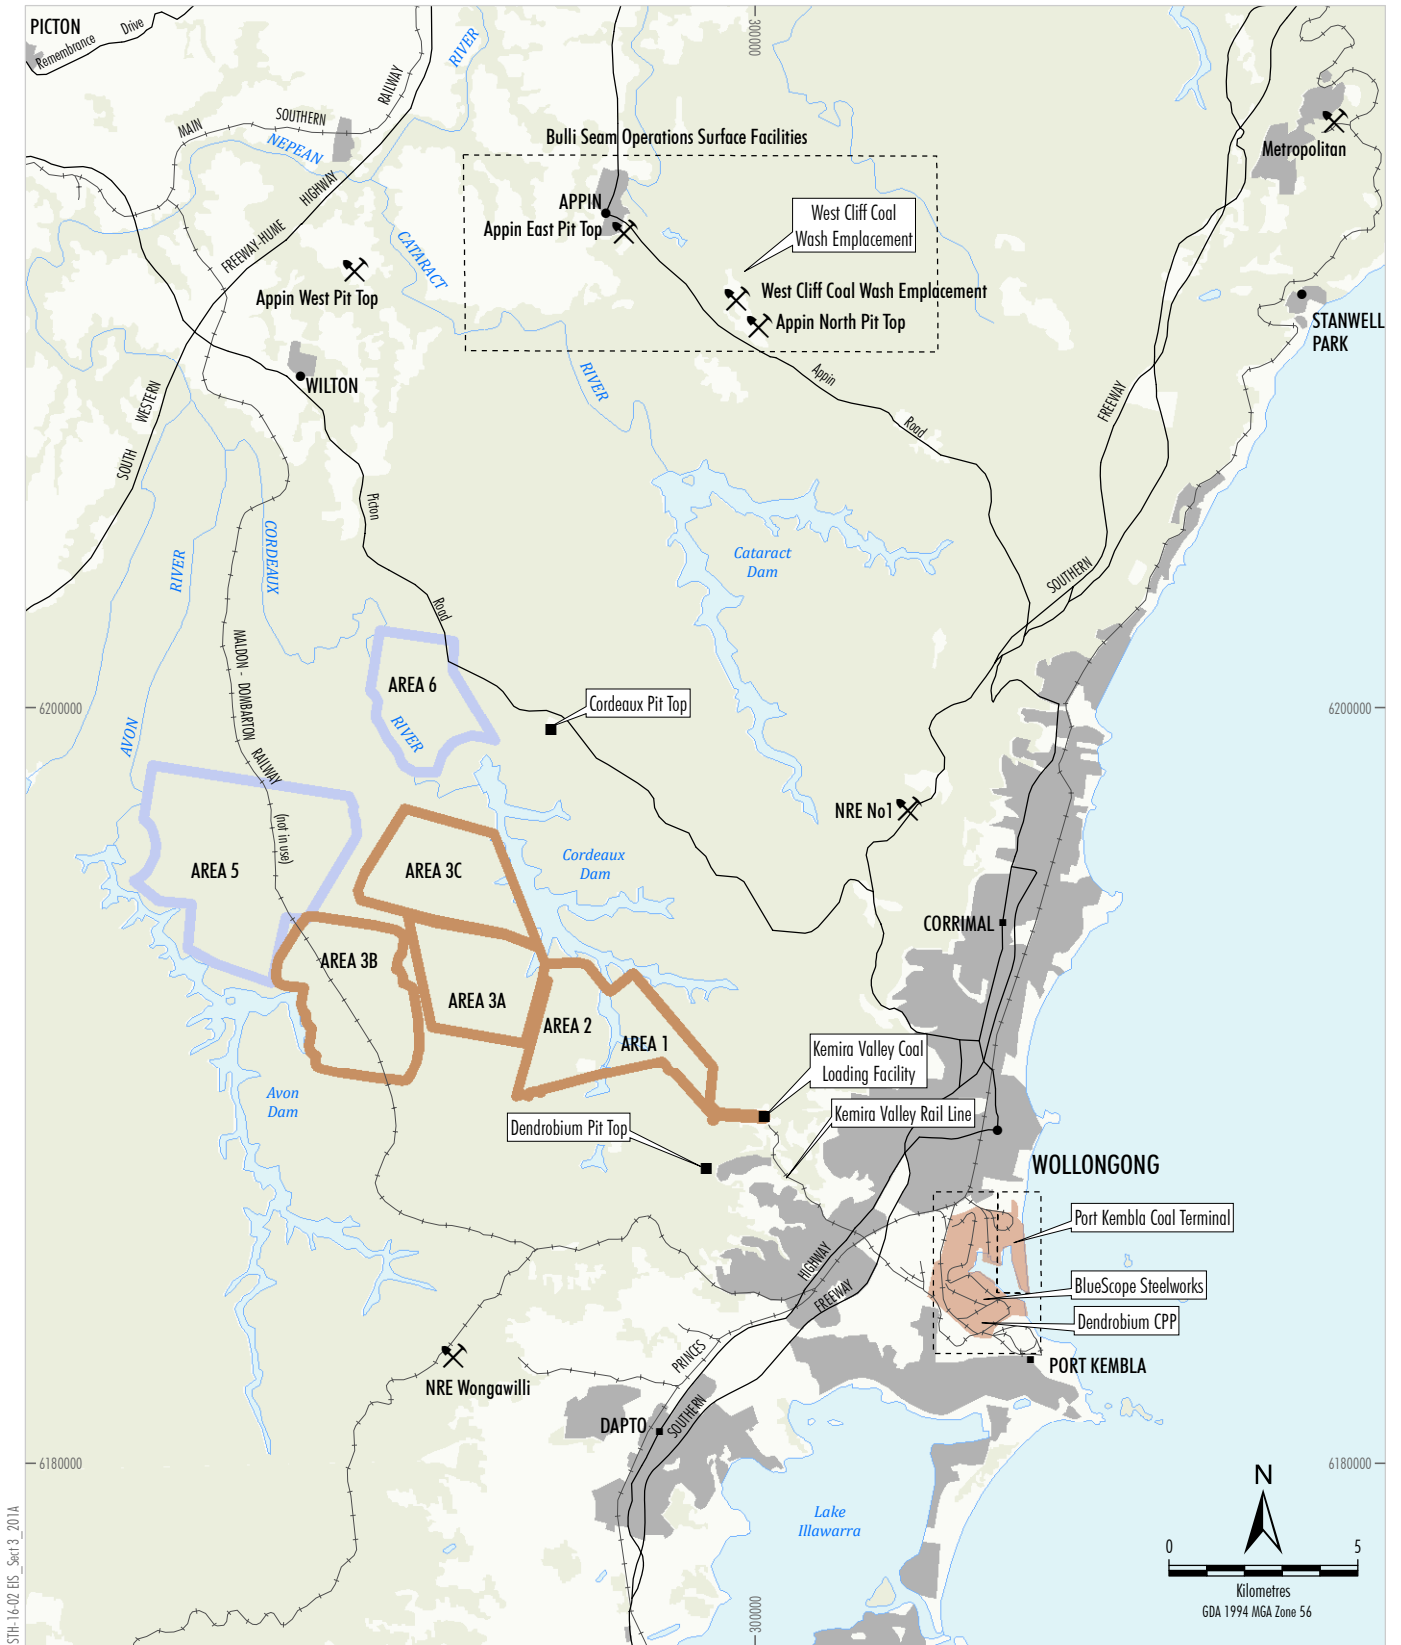 PICTON
Remembrance
Drive
RIVER
300000
RAILWAY
SOUTHERN
MAIN
NEPEAN
Bulli Seam Operations Surface Facilities
Metropolitan
HIGHWAY
FREEWAY-HUME
APPIN
Appin East Pit Top
West Cliff Coal
Wash Emplacement
CATARACT
Appin West Pit Top
West Cliff Coal Wash Emplacement
Appin North Pit Top
STANWELL
PARK
WILTON
RIVER
Appin
Road
WESTERN
SOUTH
FREEWAY
Picton
CORDEAUX
RIVER
Cataract
Dam
SOUTHERN
Road
MALDON - DOMBARTON RAILWAY
(not in use)
AREA 6
RIVER
Cordeaux Pit Top
6200000
6200000
AVON
NRE No1
AREA 5
AREA 3C
Cordeaux
Dam
CORRIMAL
AREA 3B
AREA 3A
AREA 2
AREA 1
Kemira Valley Coal
Loading Facility
Avon
Dam
Dendrobium Pit Top
Kemira Valley Rail Line
WOLLONGONG
Port Kembla Coal Terminal
HIGHWAY
FREEWAY
BlueScope Steelworks
Dendrobium CPP
PRINCES
PORT KEMBLA
NRE Wongawilli
DAPTO
SOUTHERN
6180000
6180000
Lake
Illawarra
N
0
5
Kilometres
GDA 1994 MGA Zone 56
300000
STH-16-02 EIS_Sect 3_201A